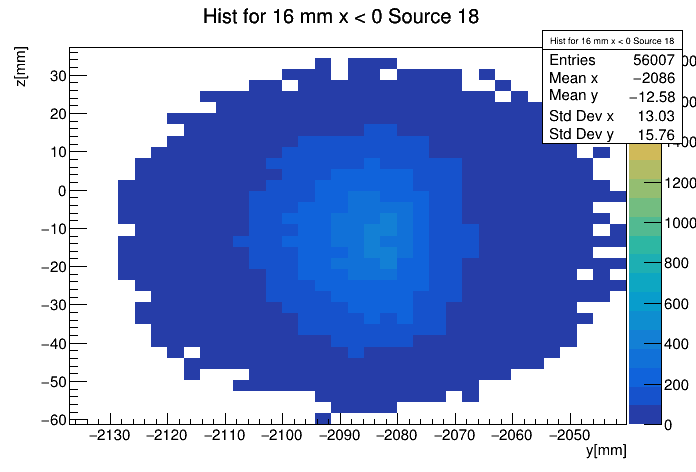 Hist for 16 mm x < 0 Source 18
Hist for 16 mm x < 0 Source 18
Entries 56007
Mean x −2086
Mean y −12.58
Std Dev x 13.03
Std Dev y 15.76
z[mm]
30
20
10
0
−10
−20
−30
−40
−50
−60
−2130 −2120 −2110 −2100 −2090 −2080 −2070 −2060 −2050
y[mm]
1400
1200
1000
800
600
400
200
0